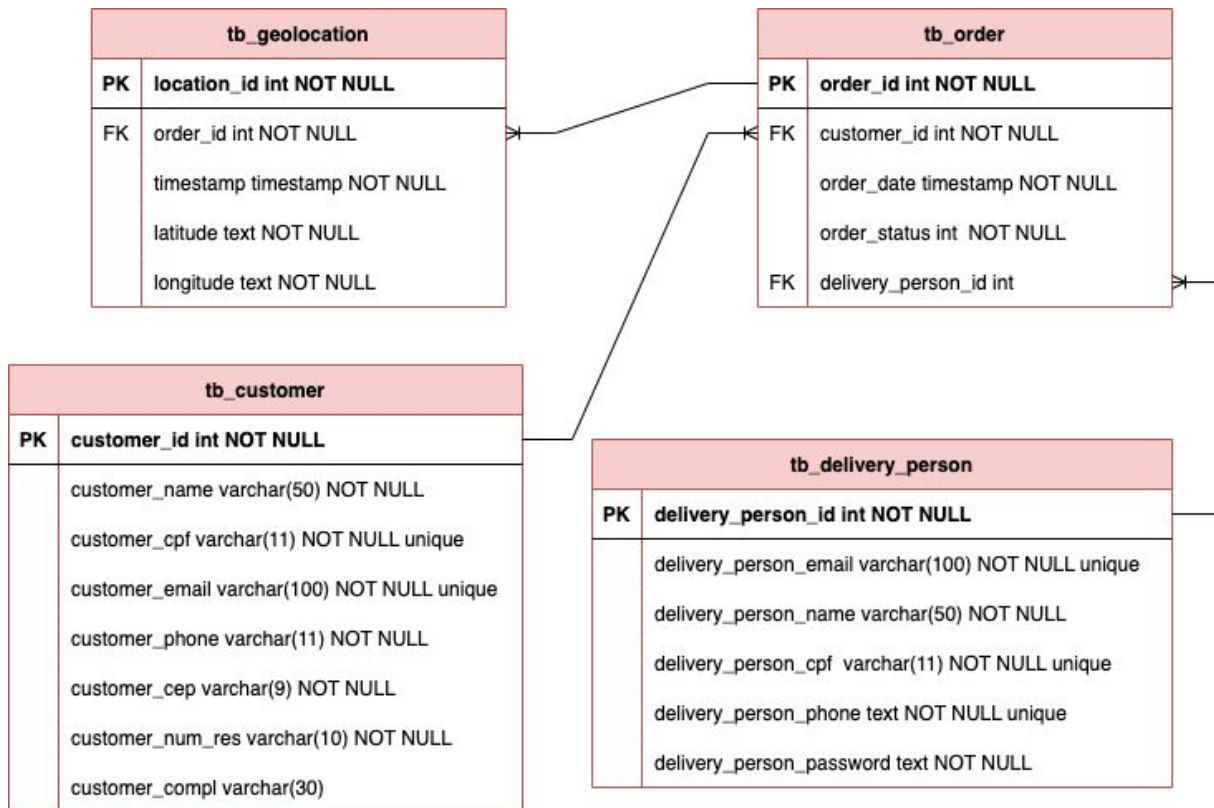 tb_geolocation
PK location_id int NOT NULL
FK order_id int NOT NULL
timestamp timestamp NOT NULL
latitude text NOT NULL
longitude text NOT NULL
tb_order
PK order_id int NOT NULL
FK customer_id int NOT NULL
order_date timestamp NOT NULL
order_status int NOT NULL
FK delivery_person_id int
tb_customer
PK customer_id int NOT NULL
customer_name varchar(50) NOT NULL
customer_cpf varchar(11) NOT NULL unique
customer_email varchar(100) NOT NULL unique
customer_phone varchar(11) NOT NULL
customer_cep varchar(9) NOT NULL
customer_num_res varchar(10) NOT NULL
customer_compl varchar(30)
tb_delivery_person
PK delivery_person_id int NOT NULL
delivery_person_email varchar(100) NOT NULL unique
delivery_person_name varchar(50) NOT NULL
delivery_person_cpf varchar(11) NOT NULL unique
delivery_person_phone text NOT NULL unique
delivery_person_password text NOT NULL